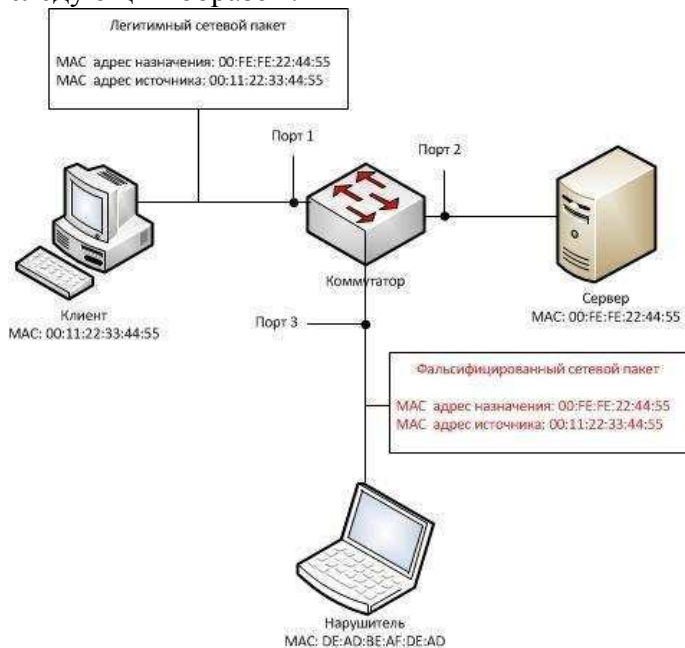 Легитимный сетевой пакет
MAC адрес назначения: 00:FE:FE:22:44:55
MAC адрес источника: 00:11:22:33:44:55
Порт 1
Порт 2
Коммутатор
Клиент
MAC: 00:11:22:33:44:55
Сервер
MAC: 00:FE:FE:22:44:55
Порт 3
Фальсифицированный сетевой пакет
MAC адрес назначения: 00:FE:FE:22:44:55
MAC адрес источника: 00:11:22:33:44:55
Нарушитель
MAC: DE:AD:BE:AF:DE:AD